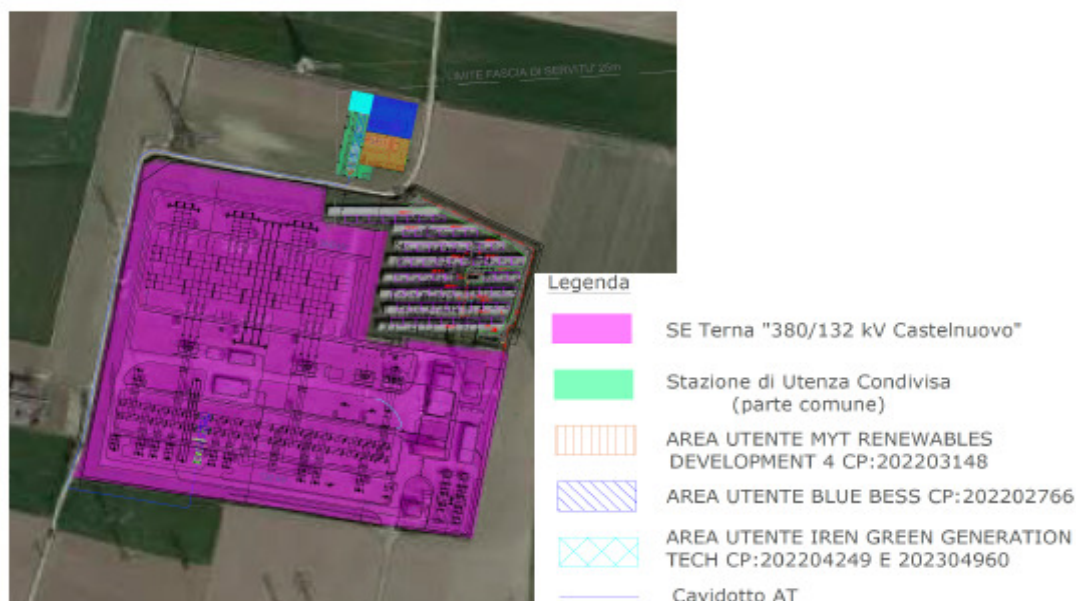 LIMITE FASCIA DI SERVITU' 25m
Legenda
SE Terna "380/132 kV Castelnuovo"
Stazione di Utenza Condivisa
(parte comune)
AREA UTENTE MYT RENEWABLES
DEVELOPMENT 4 CP:202203148
AREA UTENTE BLUE BESS CP:202202766
AREA UTENTE IREN GREEN GENERATION
TECH CP:202204249 E 202304960
Cavidotto AT